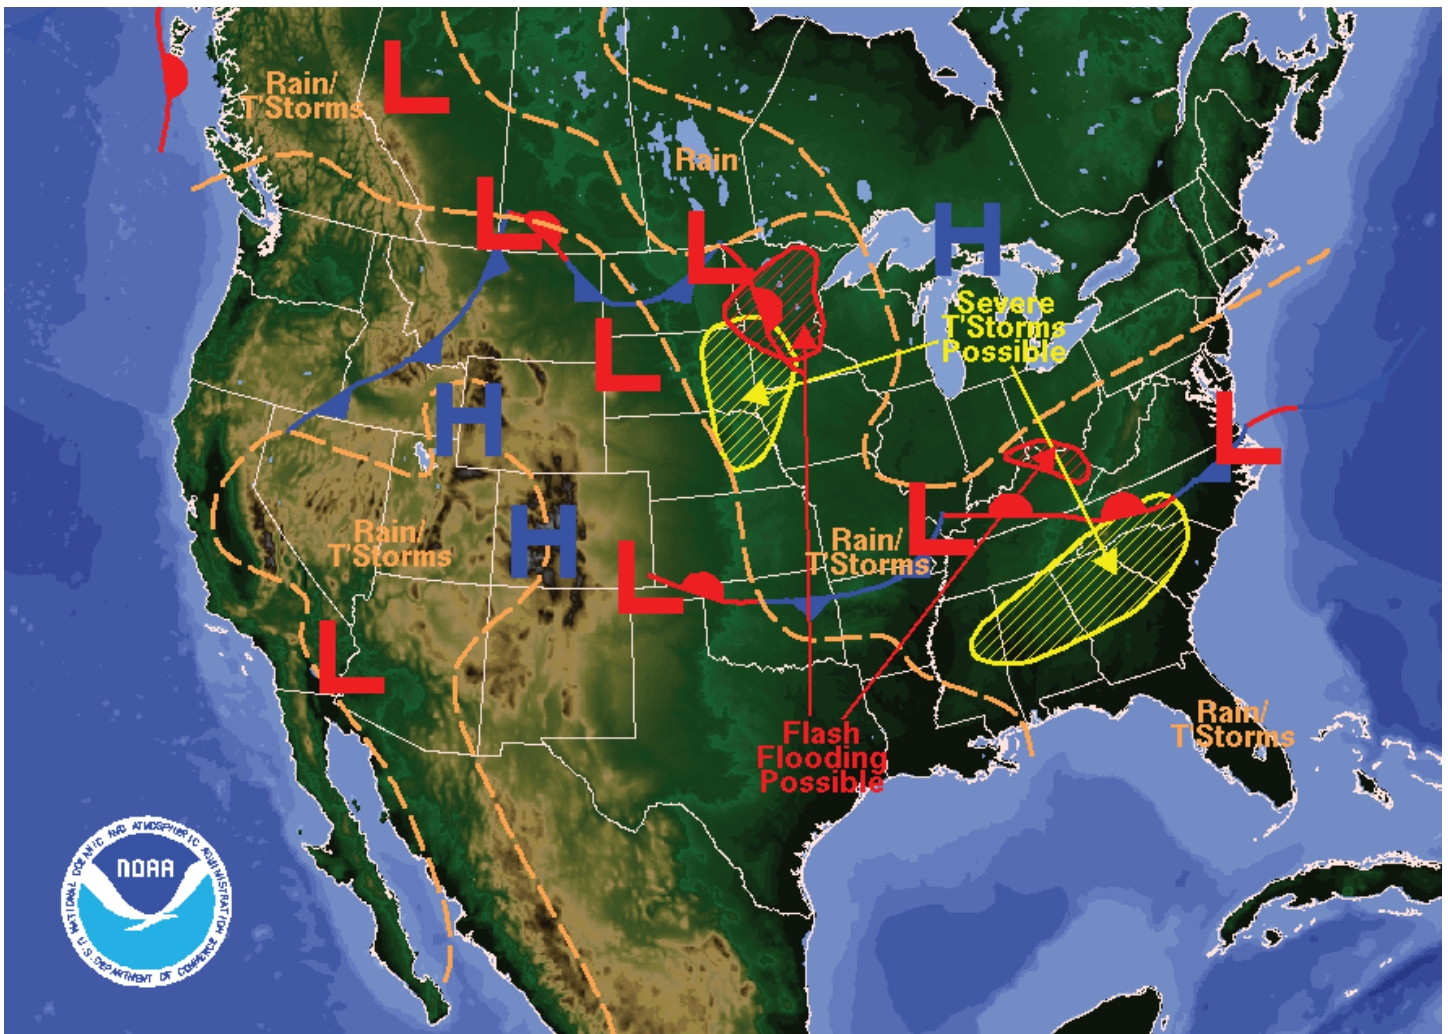 L
Rain/
T'Storms
Rain
L
L
H
L
Severe
T'Storms
Possible
H
L
L
Rain/
T'Storms
H
L
Rain/
T'Storms
L
L
Flash
Flooding
Possible
Rain/
T'Storms
NATIONAL OCEANIC AND ATMOSPHERIC ADMINISTRATION
NOAA
U.S. DEPARTMENT OF COMMERCE